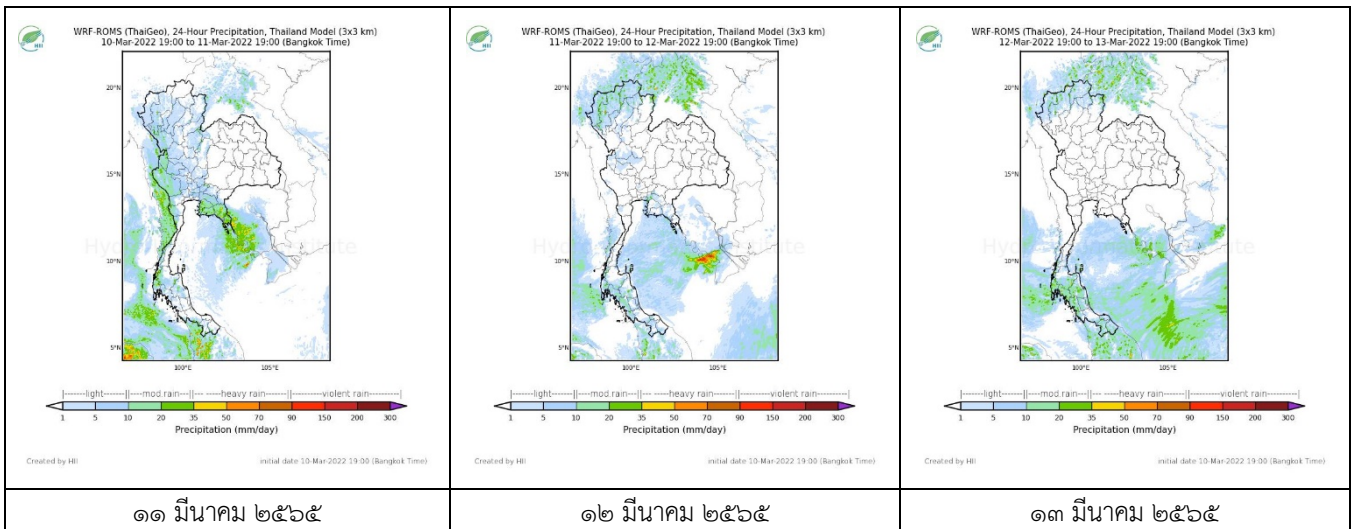 WRF-ROMS (ThaiGeo), 24-Hour Precipitation, Thailand Model (3x3 km)
10-Mar-2022 19:00 to 11-Mar-2022 19:00 (Bangkok Time)
HII
20°N
15°N
10°N
5°N
100°E 105°E
|-------light-------||----mod.rain----||--- ----heavy rain-----||-------violent rain-------|
1 5 10 20 35 50 70 90 150 200 300
Precipitation (mm/day)
Created by HII initial date 10-Mar-2022 19:00 (Bangkok Time)
๑๑ มีนาคม ๒๕๖๕
WRF-ROMS (ThaiGeo), 24-Hour Precipitation, Thailand Model (3x3 km)
11-Mar-2022 19:00 to 12-Mar-2022 19:00 (Bangkok Time)
HII
20°N
15°N
10°N
5°N
100°E 105°E
|-------light-------||----mod.rain----||--- ----heavy rain-----||-------violent rain-------|
1 5 10 20 35 50 70 90 150 200 300
Precipitation (mm/day)
Created by HII initial date 10-Mar-2022 19:00 (Bangkok Time)
๑๒ มีนาคม ๒๕๖๕
WRF-ROMS (ThaiGeo), 24-Hour Precipitation, Thailand Model (3x3 km)
12-Mar-2022 19:00 to 13-Mar-2022 19:00 (Bangkok Time)
HII
20°N
15°N
10°N
5°N
100°E 105°E
|-------light-------||----mod.rain----||--- ----heavy rain-----||-------violent rain-------|
1 5 10 20 35 50 70 90 150 200 300
Precipitation (mm/day)
Created by HII initial date 10-Mar-2022 19:00 (Bangkok Time)
๑๓ มีนาคม ๒๕๖๕